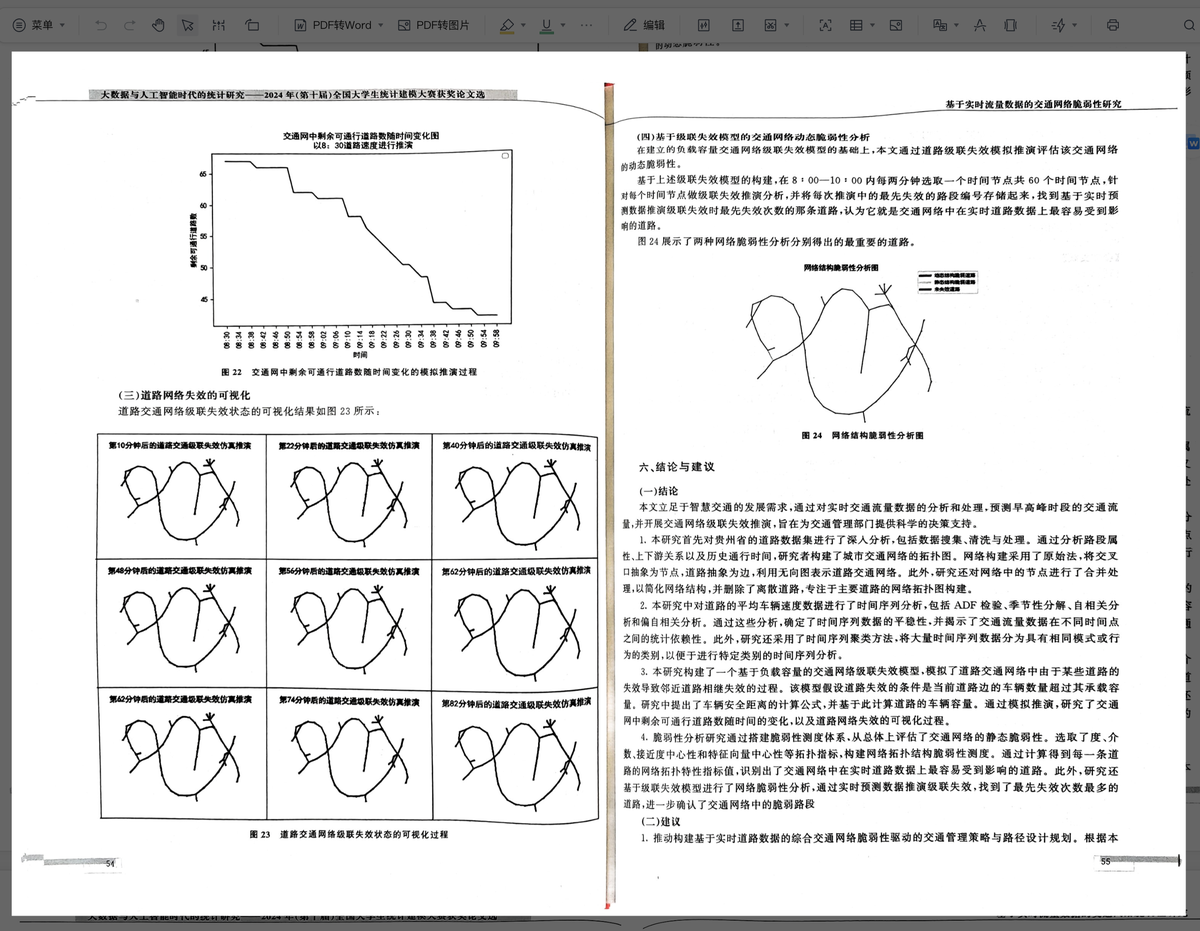 菜单
PDF转Word
PDF转图片
编辑
大数据与人工智能时代的统计研究——2024年(第十届)全国大学生统计建模大赛获奖论文选
交通网中剩余可通行道路数随时间变化图
以8：30道路速度进行推演
剩余可通行道路数
65
60
55
50
45
08:30
08:34
08:38
08:42
08:46
08:50
08:54
08:58
09:02
09:06
09:10
09:14
09:18
09:22
09:26
09:30
09:34
09:38
09:42
09:46
09:50
09:54
09:58
时间
图 22 交通网中剩余可通行道路数随时间变化的模拟推演过程
(三)道路网络失效的可视化
道路交通网络级联失效状态的可视化结果如图 23 所示：
第10分钟后的道路交通级联失效仿真推演
第22分钟后的道路交通级联失效仿真推演
第40分钟后的道路交通级联失效仿真推演
第48分钟后的道路交通级联失效仿真推演
第56分钟后的道路交通级联失效仿真推演
第62分钟后的道路交通级联失效仿真推演
第62分钟后的道路交通级联失效仿真推演
第74分钟后的道路交通级联失效仿真推演
第82分钟后的道路交通级联失效仿真推演
图 23 道路交通网络级联失效状态的可视化过程
54
基于实时流量数据的交通网络脆弱性研究
(四)基于级联失效模型的交通网络动态脆弱性分析
在建立的负载容量交通网络级联失效模型的基础上,本文通过道路级联失效模拟推演评估该交通网络
的动态脆弱性。
基于上述级联失效模型的构建,在 8：00—10：00 内每两分钟选取一个时间节点共 60 个时间节点,针
对每个时间节点做级联失效推演分析,并将每次推演中的最先失效的路段编号存储起来,找到基于实时预
测数据推演级联失效时最先失效次数的那条道路,认为它就是交通网络中在实时道路数据上最容易受到影
响的道路。
图 24 展示了两种网络脆弱性分析分别得出的最重要的道路。
网络结构脆弱性分析图
动态结构脆弱道路
静态结构脆弱道路
未失效道路
图 24 网络结构脆弱性分析图
六、结论与建议
(一)结论
本文立足于智慧交通的发展需求,通过对实时交通流量数据的分析和处理,预测早高峰时段的交通流
量,并开展交通网络级联失效推演,旨在为交通管理部门提供科学的决策支持。
1. 本研究首先对贵州省的道路数据集进行了深入分析,包括数据搜集、清洗与处理。通过分析路段属
性、上下游关系以及历史通行时间,研究者构建了城市交通网络的拓扑图。网络构建采用了原始法,将交叉
口抽象为节点,道路抽象为边,利用无向图表示道路交通网络。此外,研究还对网络中的节点进行了合并处
理,以简化网络结构,并删除了离散道路,专注于主要道路的网络拓扑图构建。
2. 本研究中对道路的平均车辆速度数据进行了时间序列分析,包括 ADF 检验、季节性分解、自相关分
析和偏自相关分析。通过这些分析,确定了时间序列数据的平稳性,并揭示了交通流量数据在不同时间点
之间的统计依赖性。此外,研究还采用了时间序列聚类方法,将大量时间序列数据分为具有相同模式或行
为的类别,以便于进行特定类别的时间序列分析。
3. 本研究构建了一个基于负载容量的交通网络级联失效模型,模拟了道路交通网络中由于某些道路的
失效导致邻近道路相继失效的过程。该模型假设道路失效的条件是当前道路边的车辆数量超过其承载容
量。研究中提出了车辆安全距离的计算公式,并基于此计算道路的车辆容量。通过模拟推演,研究了交通
网中剩余可通行道路数随时间的变化,以及道路网络失效的可视化过程。
4. 脆弱性分析研究通过搭建脆弱性测度体系,从总体上评估了交通网络的静态脆弱性。选取了度、介
数、接近度中心性和特征向量中心性等拓扑指标,构建网络拓扑结构脆弱性测度。通过计算得到每一条道
路的网络拓扑特性指标值,识别出了交通网络中在实时道路数据上最容易受到影响的道路。此外,研究还
基于级联失效模型进行了网络脆弱性分析,通过实时预测数据推演级联失效,找到了最先失效次数最多的
道路,进一步确认了交通网络中的脆弱路段
(二)建议
1. 推动构建基于实时道路数据的综合交通网络脆弱性驱动的交通管理策略与路径设计规划。根据本
55